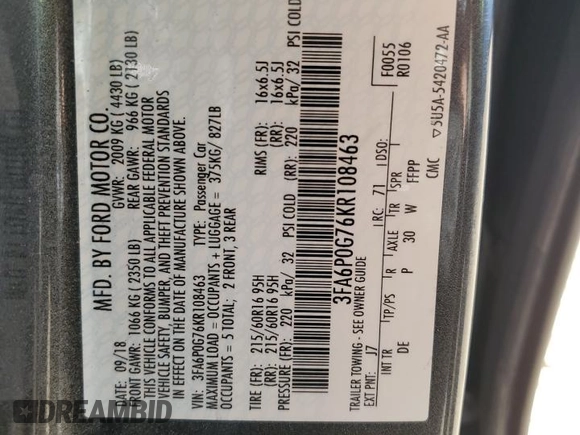 MFD. BY FORD MOTOR CO.
DATE: 09/18 GVWR: 2009 KG ( 4430 LB)
FRONT GAWR: 1066 KG ( 2350 LB) REAR GAWR: 966 KG ( 2130 LB)
THIS VEHICLE CONFORMS TO ALL APPLICABLE FEDERAL MOTOR
VEHICLE SAFETY, BUMPER, AND THEFT PREVENTION STANDARDS
IN EFFECT ON THE DATE OF MANUFACTURE SHOWN ABOVE.
VIN: 3FA6P0G76KR108463 TYPE: Passenger Car
MAXIMUM LOAD = OCCUPANTS + LUGGAGE = 375KG/ 827LB
OCCUPANTS = 5 TOTAL; 2 FRONT, 3 REAR
TIRE (FR): 215/60R16 95H RIMS (FR): 16x6.5J
(RR): 215/60R16 95H (RR): 16x6.5J
PRESSURE (FR): 220 kPa/ 32 PSI COLD (RR): 220 kPa/ 32 PSI COLD
3FA6P0G76KR108463
TRAILER TOWING - SEE OWNER GUIDE
F0055
R0106
EXT PNT: J7 RC: 71 DSO:
INT TR TP/PS R AXLE TR SPR
DE P 30 W FFPP
CMC
▽5U5A-5420472-AA
DREAMBID